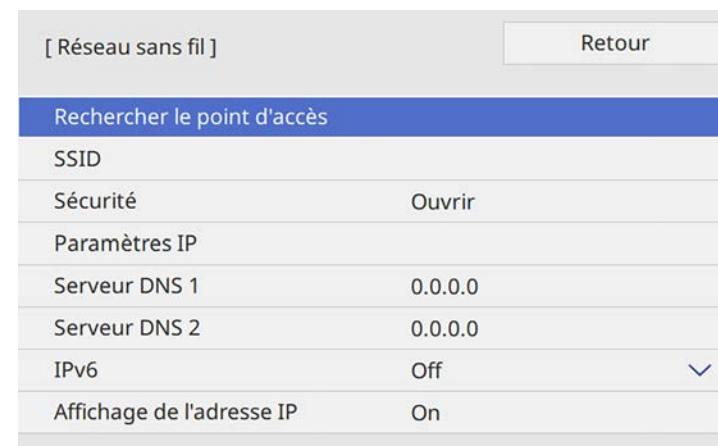 [ Réseau sans fil ]
Retour
Rechercher le point d'accès
SSID
Sécurité Ouvrir
Paramètres IP
Serveur DNS 1 0.0.0.0
Serveur DNS 2 0.0.0.0
IPv6 Off
Affichage de l'adresse IP On